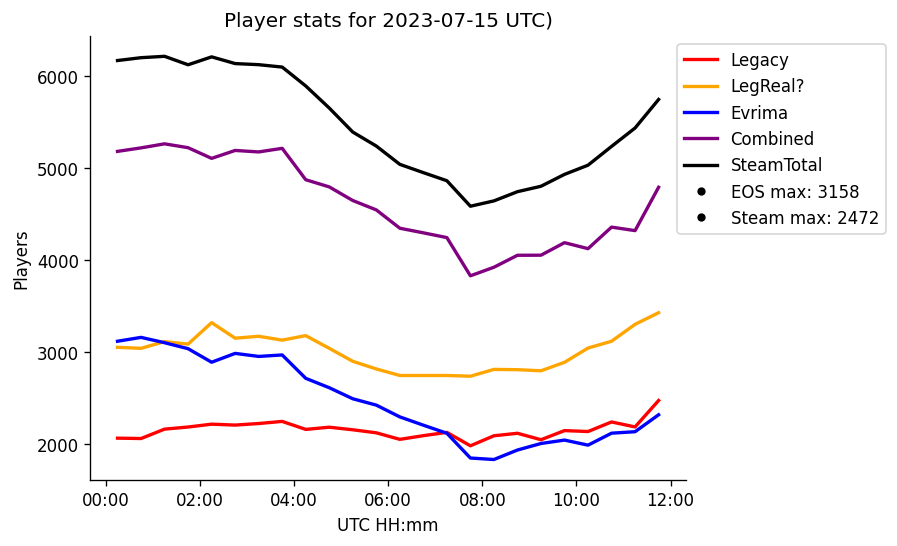 Player stats for 2023-07-15 UTC)
Legacy
LegReal?
Evrima
Combined
SteamTotal
EOS max: 3158
Steam max: 2472
6000
5000
4000
3000
2000
Players
00:00 02:00 04:00 06:00 08:00 10:00 12:00
UTC HH:mm